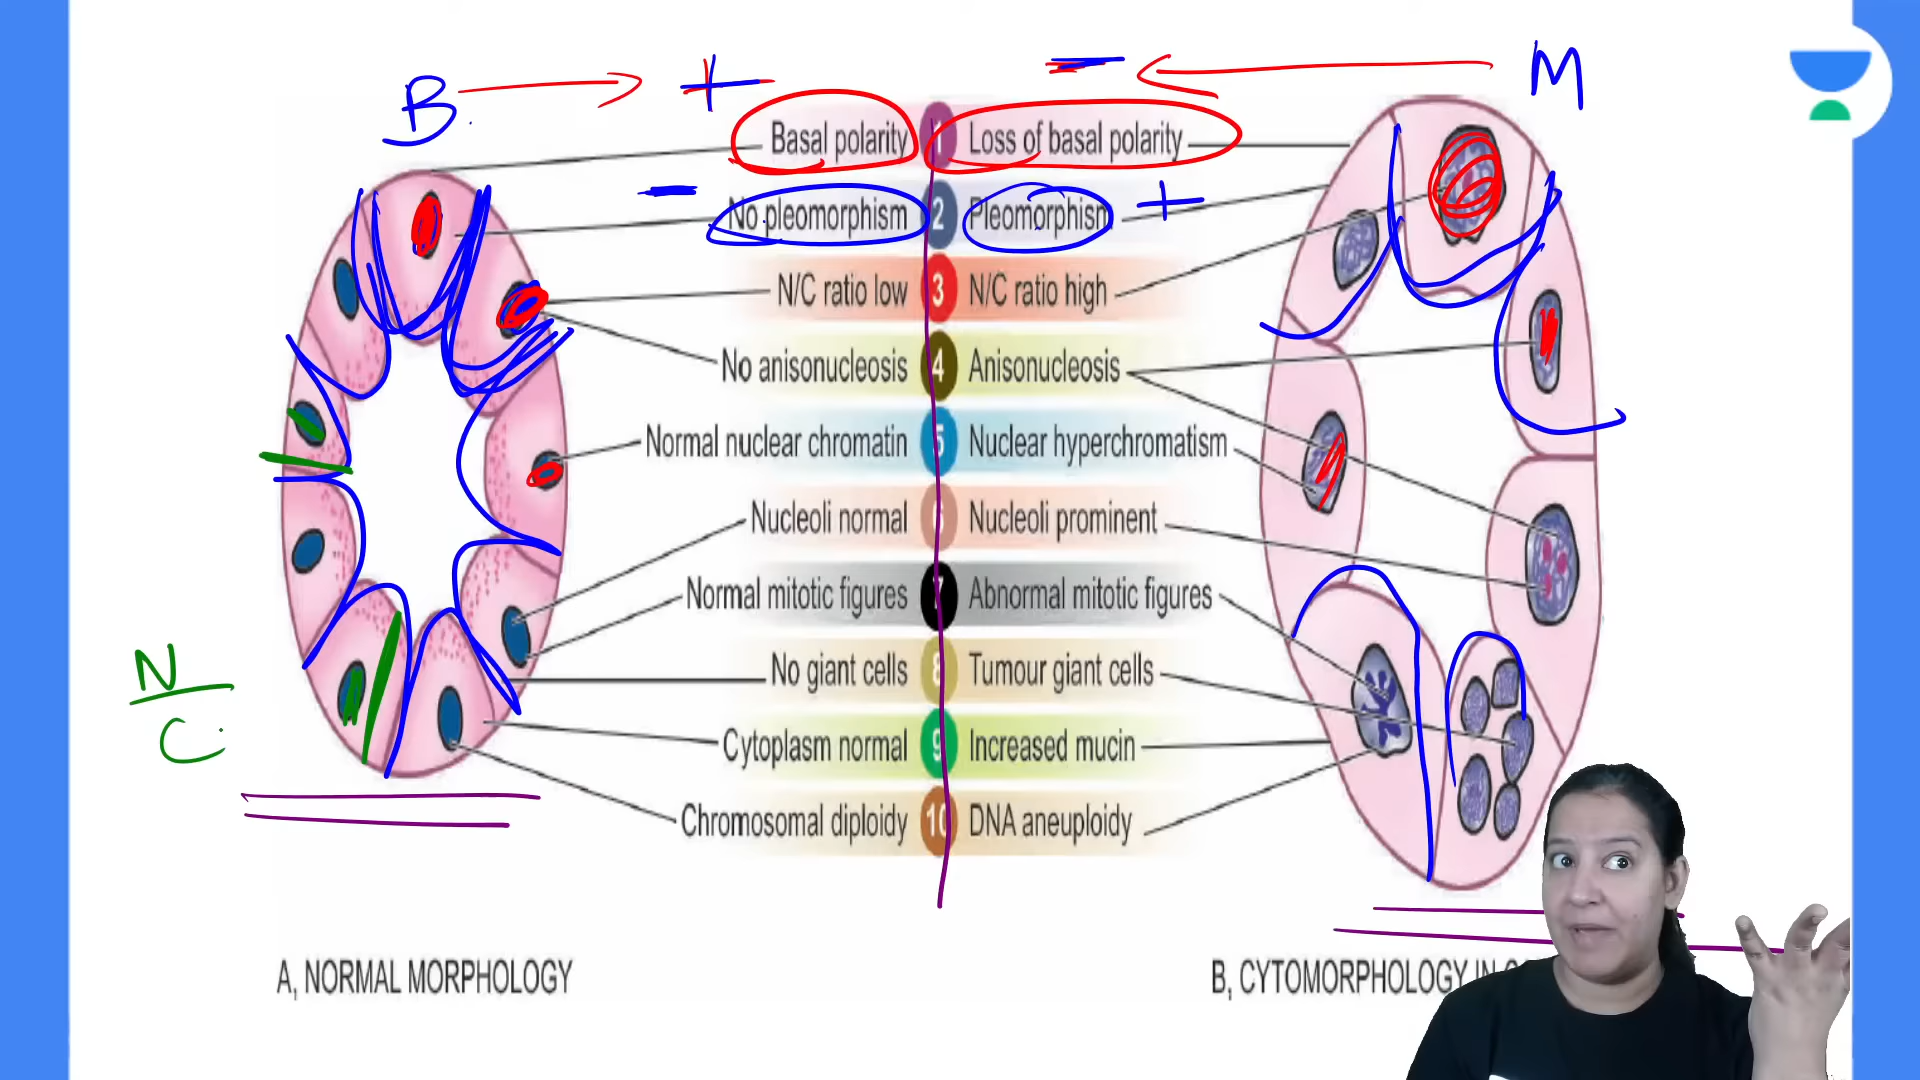 B. + - M
Basal polarity 1 Loss of basal polarity
- No pleomorphism 2 Pleomorphism +
N/C ratio low 3 N/C ratio high
No anisonucleosis 4 Anisonucleosis
Normal nuclear chromatin 5 Nuclear hyperchromatism
Nucleoli normal Nucleoli prominent
Normal mitotic figures 7 Abnormal mitotic figures
No giant cells 8 Tumour giant cells
Cytoplasm normal 9 Increased mucin
Chromosomal diploidy 10 DNA aneuploidy
N
C
A, NORMAL MORPHOLOGY
B, CYTOMORPHOLOGY IN